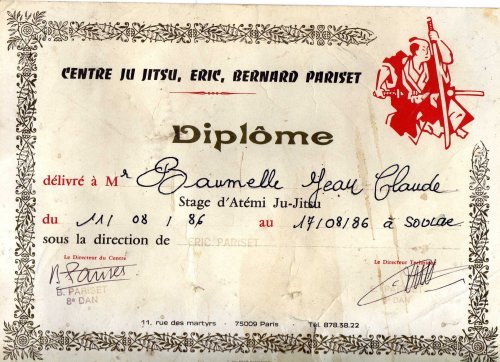 CENTRE JU JITSU, ERIC, BERNARD PARISET
Diplôme
délivré à Mr Baumelle Jean Claude
Stage d'Atémi Ju-Jitsu
du 11/ 08 / 86 au 17/08/86 à SOULAC
sous la direction de ERIC PARISET
Le Directeur du Centre Le Directeur Technique
B. Pariset
B. PARISET
8e DAN DAN
11, rue des martyrs - 75009 Paris - Tél. 878.38.22